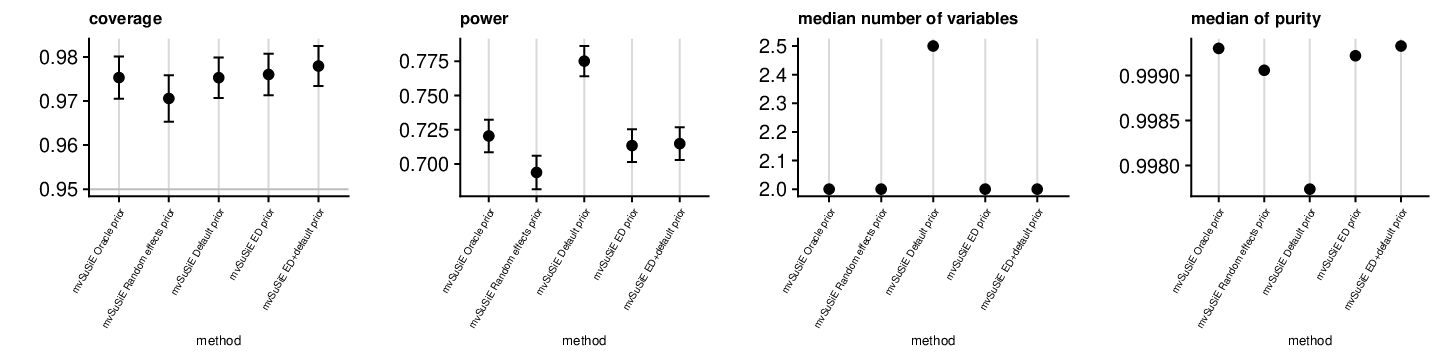 coverage
0.98
0.97
0.96
0.95
mvSuSiE Oracle prior
mvSuSiE Random effects prior
mvSuSiE Default prior
mvSuSiE ED prior
mvSuSiE ED+default prior
method
power
0.775
0.750
0.725
0.700
mvSuSiE Oracle prior
mvSuSiE Random effects prior
mvSuSiE Default prior
mvSuSiE ED prior
mvSuSiE ED+default prior
method
median number of variables
2.5
2.4
2.3
2.2
2.1
2.0
mvSuSiE Oracle prior
mvSuSiE Random effects prior
mvSuSiE Default prior
mvSuSiE ED prior
mvSuSiE ED+default prior
method
median of purity
0.9990
0.9985
0.9980
mvSuSiE Oracle prior
mvSuSiE Random effects prior
mvSuSiE Default prior
mvSuSiE ED prior
mvSuSiE ED+default prior
method